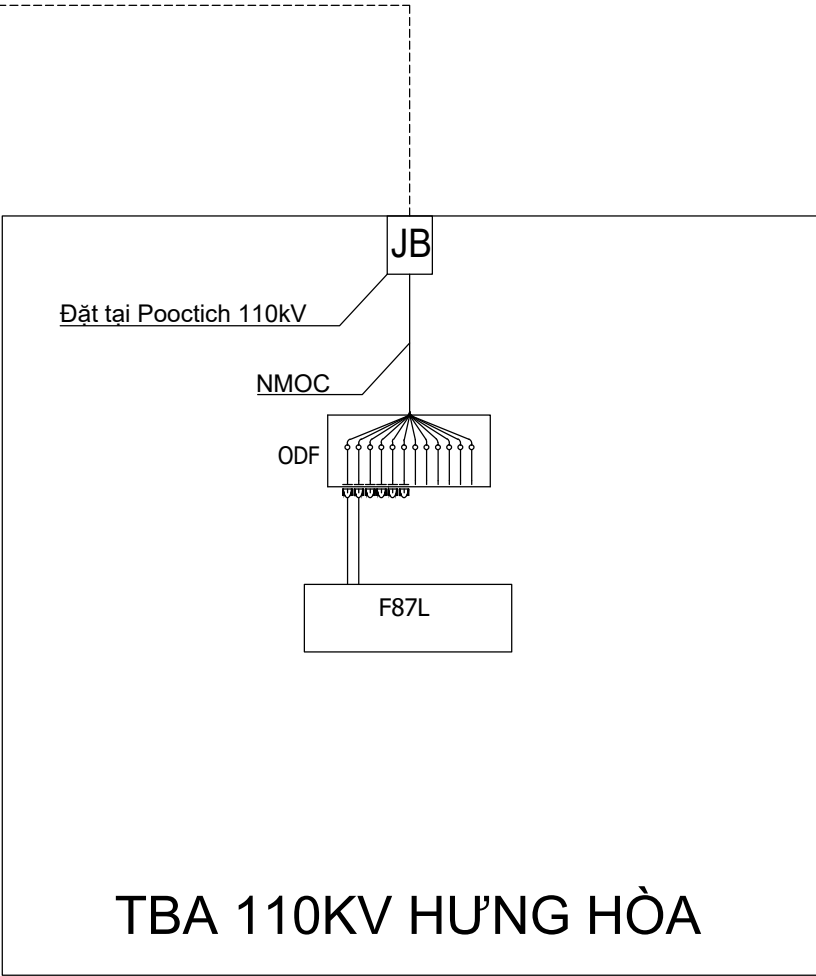 JB
Đặt tại Pooctich 110kV
NMOC
ODF
F87L
TBA 110KV HƯNG HÒA